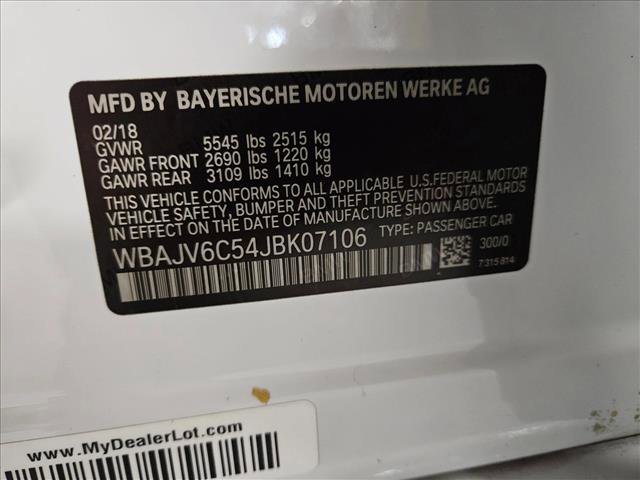 MFD BY BAYERISCHE MOTOREN WERKE AG
02/18
GVWR 5545 lbs 2515 kg
GAWR FRONT 2690 lbs 1220 kg
GAWR REAR 3109 lbs 1410 kg
THIS VEHICLE CONFORMS TO ALL APPLICABLE U.S.FEDERAL MOTOR
VEHICLE SAFETY, BUMPER AND THEFT PREVENTION STANDARDS
IN EFFECT ON THE DATE OF MANUFACTURE SHOWN ABOVE.
WBAJV6C54JBK07106 TYPE: PASSENGER CAR
300/0
7315814
www.MyDealerLot.com